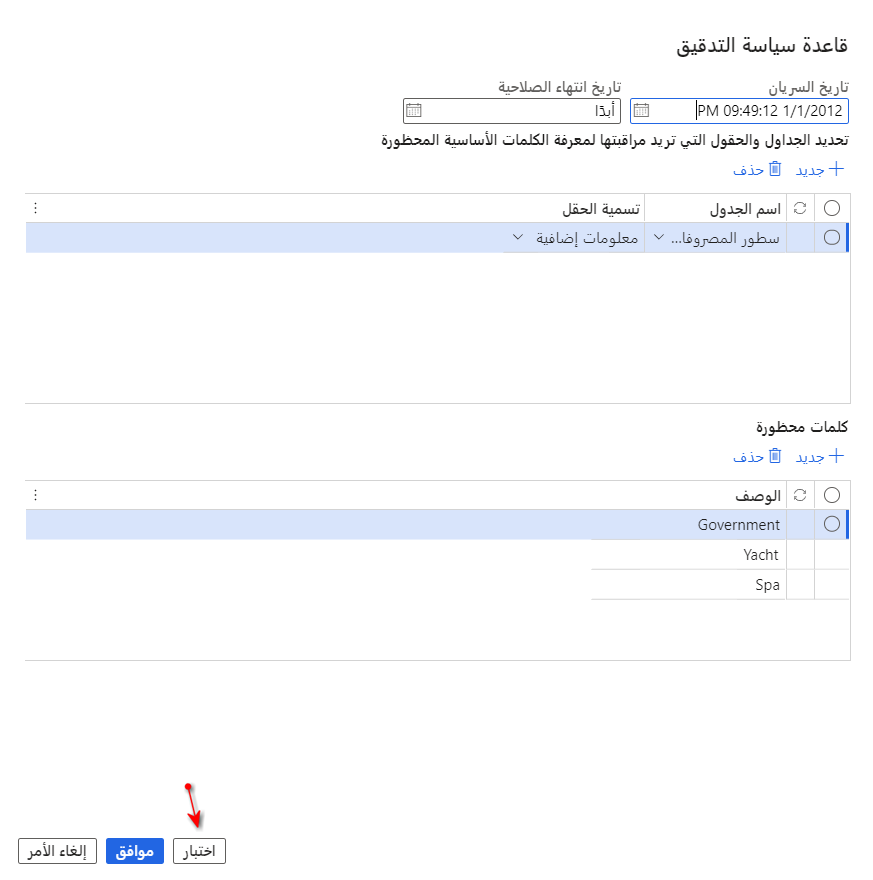 قاعدة سياسة التدقيق
تاريخ السريان تاريخ انتهاء الصلاحية
1/1/2012 09:49:12 PM أبدًا
تحديد الجداول والحقول التي تريد مراقبتها لمعرفة الكلمات الأساسية المحظورة
جديد حذف
اسم الجدول تسمية الحقل
سطور المصروفا... معلومات إضافية
كلمات محظورة
جديد حذف
الوصف
Government
Yacht
Spa
اختبار موافق إلغاء الأمر